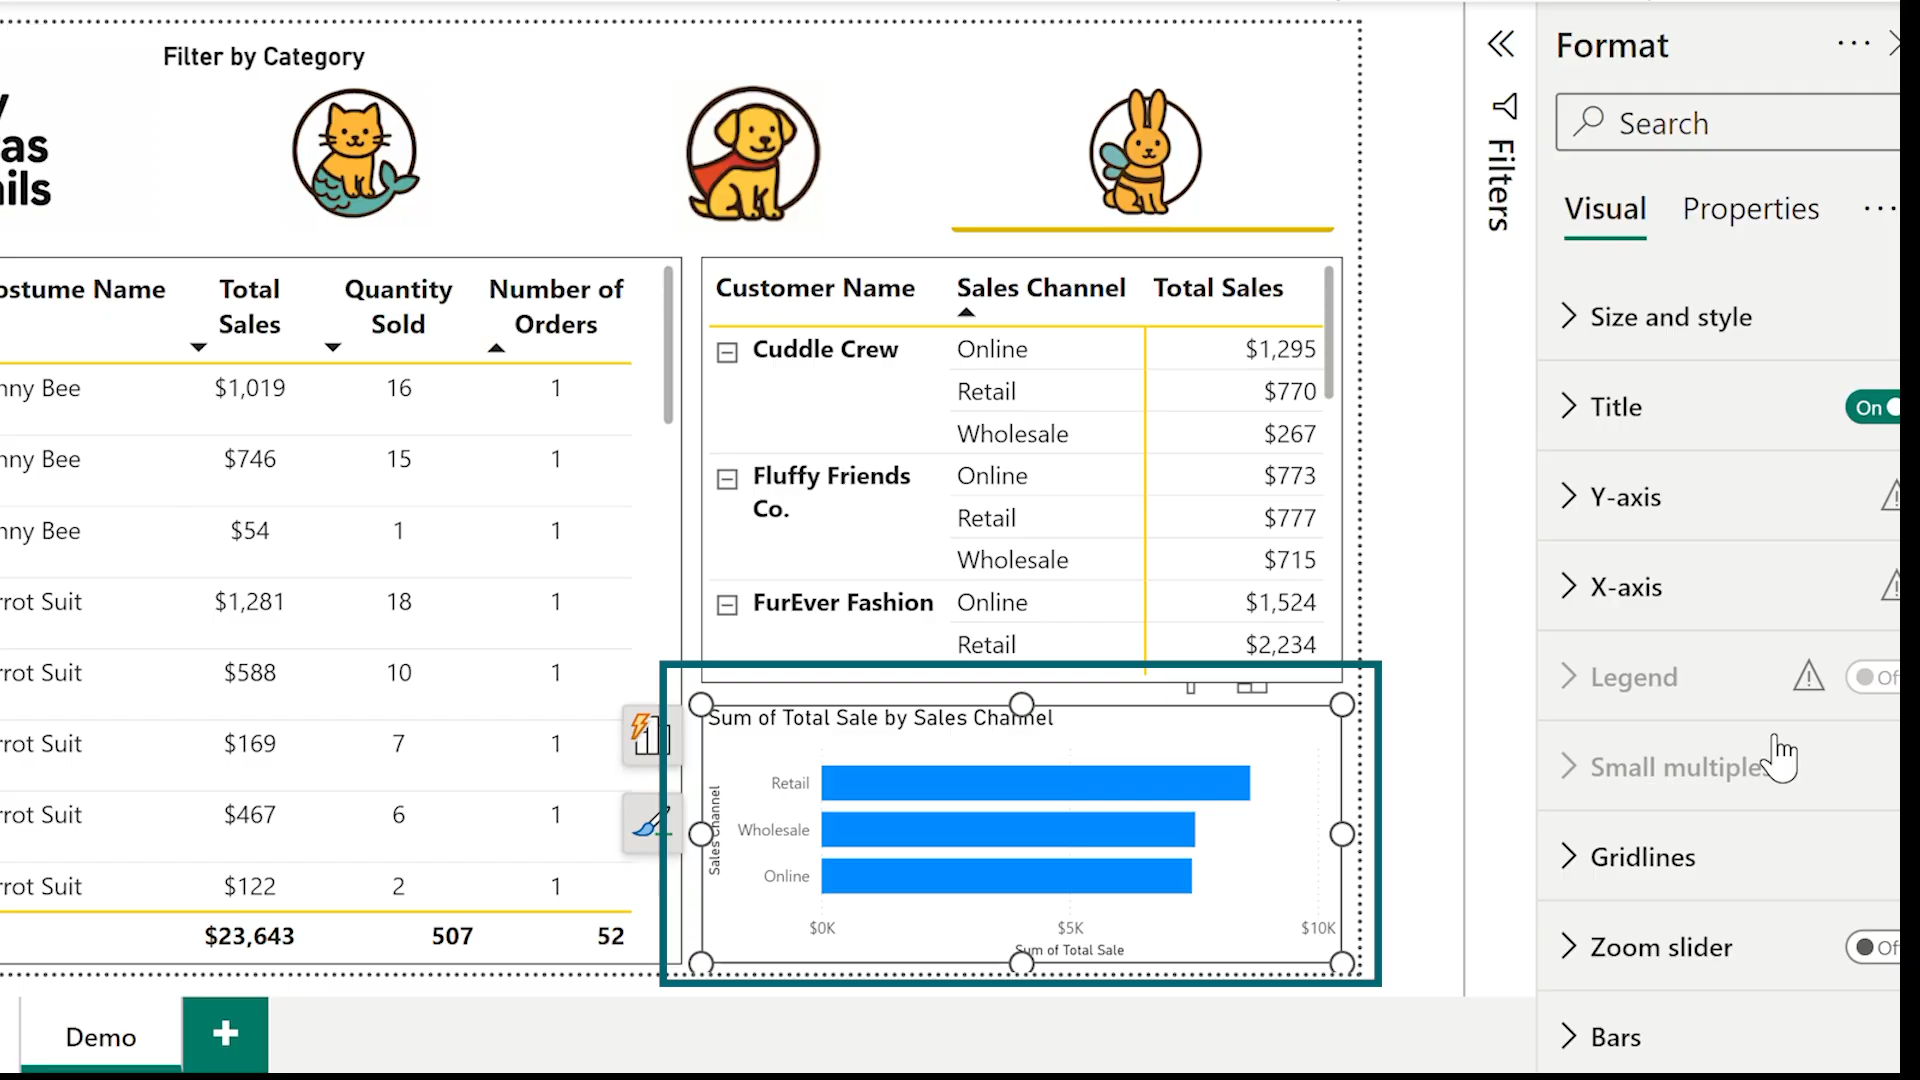 Filter by Category
y
as
ils
ostume Name
Total
Sales
Quantity
Sold
Number of
Orders
nny Bee $1,019 16 1
nny Bee $746 15 1
nny Bee $54 1 1
rrot Suit $1,281 18 1
rrot Suit $588 10 1
rrot Suit $169 7 1
rrot Suit $467 6 1
rrot Suit $122 2 1
$23,643 507 52
Customer Name Sales Channel Total Sales
Cuddle Crew Online $1,295
Retail $770
Wholesale $267
Fluffy Friends
Co.
Online $773
Retail $777
Wholesale $715
FurEver Fashion Online $1,524
Retail $2,234
Sum of Total Sale by Sales Channel
Sales Channel
Retail
Wholesale
Online
$0K $5K $10K
Sum of Total Sale
Filters
Format
Search
Visual Properties
Size and style
Title On
Y-axis
X-axis
Legend Of
Small multiple
Gridlines
Zoom slider Of
Bars
Demo